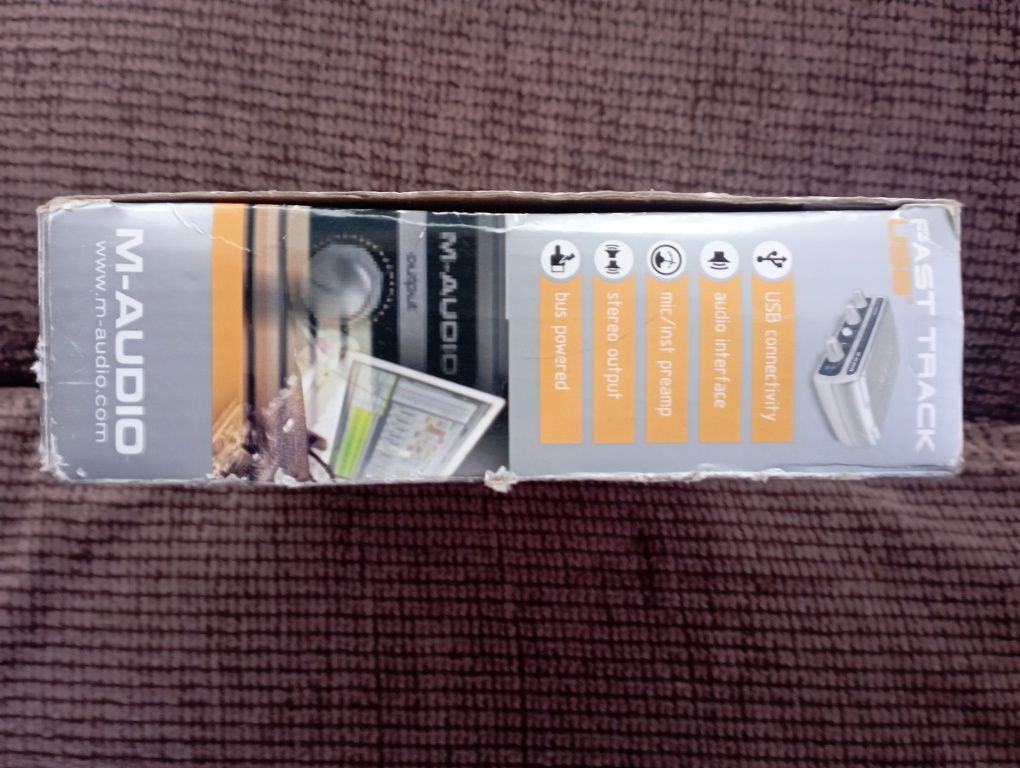 FAST TRACK
USB
USB connectivity
audio interface
mic/inst preamp
stereo output
bus powered
M-AUDIO
output
M-AUDIO
www.m-audio.com